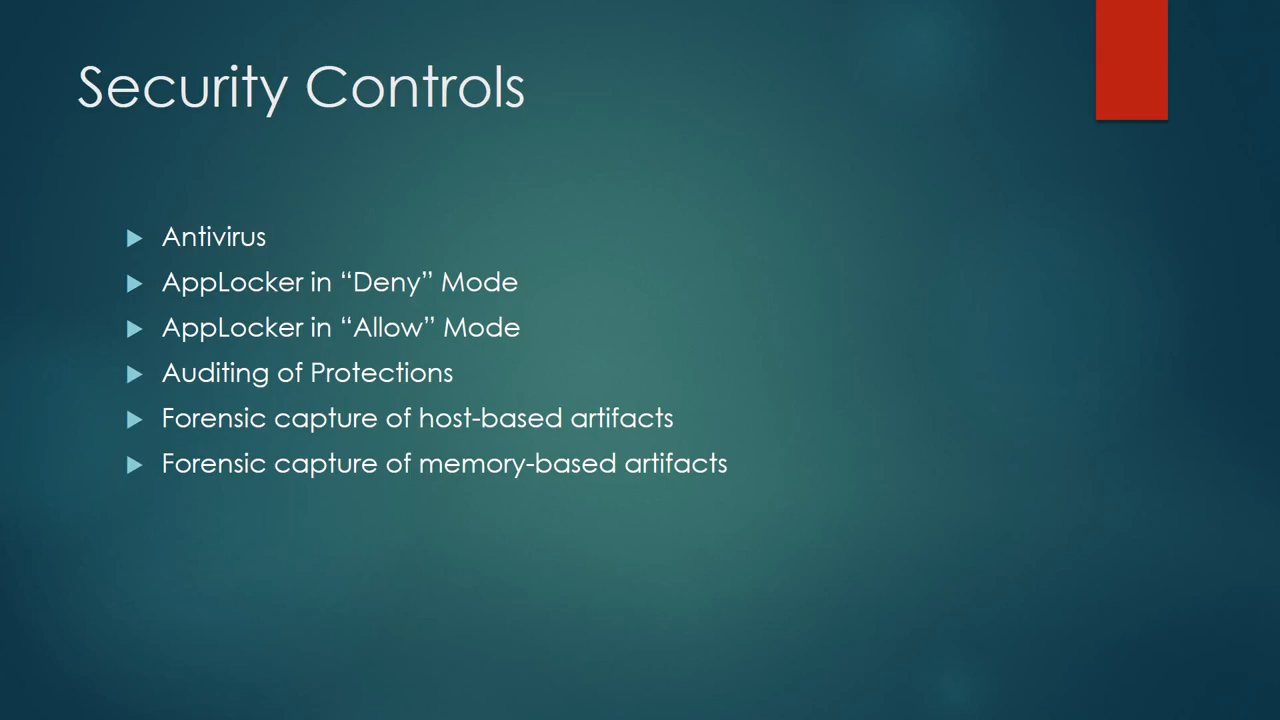 Security Controls
Antivirus
AppLocker in “Deny” Mode
AppLocker in “Allow” Mode
Auditing of Protections
Forensic capture of host-based artifacts
Forensic capture of memory-based artifacts